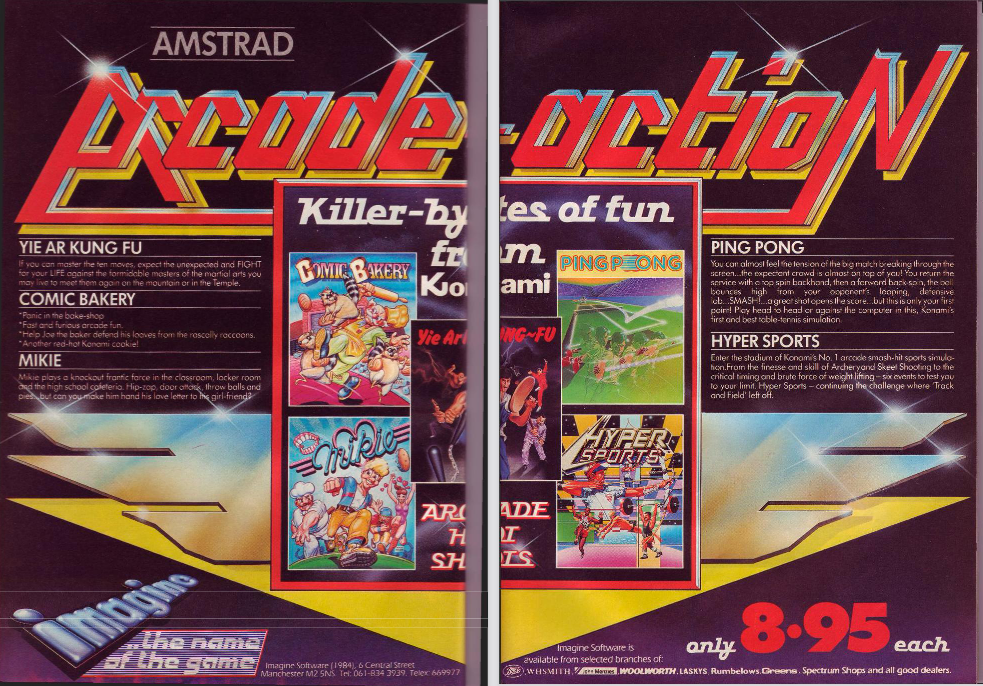 AMSTRAD
Arcade-action
Killer-bytes of fun
from
Konami
YIE AR KUNG FU
If you can master the ten moves, expect the unexpected and FIGHT
for your LIFE against the formidable masters of the martial arts you
may live to meet them again on the mountain or in the Temple.
COMIC BAKERY
*Panic in the bake-shop
*Fast and furious arcade fun.
*Help Joe the baker defend his loaves from the rascally raccoons.
*Another red-hot Konami cookie!
MIKIE
Mikie plays a knockout frantic farce in the classroom, locker room
and the high school cafeteria. Hip-zap, door attack, throw balls and
pies...but can you make him hand his love letter to his girl-friend?
COMIC BAKERY
Yie Ar KUNG-FU
Mikie
PING PONG
HYPER
SPORTS
ARCADE
HOT
SHOTS
PING PONG
You can almost feel the tension of the big match breaking through the
screen...the expectant crowd is almost on top of you! You return the
service with a top spin backhand, then a forward back-spin, the ball
bounces high from your opponent's looping, defensive
lob...SMASH!...a great shot opens the score...but this is only your first
point! Play head to head or against the computer in this, Konami's
first and best table-tennis simulation.
HYPER SPORTS
Enter the stadium of Konami's No. 1 arcade smash-hit sports simula-
tion.From the finesse and skill of Archery and Skeet Shooting to the
critical timing and brute force of weight lifting – six events to test you
to your limit. Hyper Sports – continuing the challenge where 'Track
and Field' left off.
imagine
...the name
of the game
Imagine Software (1984), 6 Central Street
Manchester M2 5NS. Tel: 061-834 3939. Telex: 669977
only 8·95 each
Imagine Software is
available from selected branches of:
WHSMITH, John Menzies, WOOLWORTH, LASKYS, Rumbelows, Greens, Spectrum Shops and all good dealers.